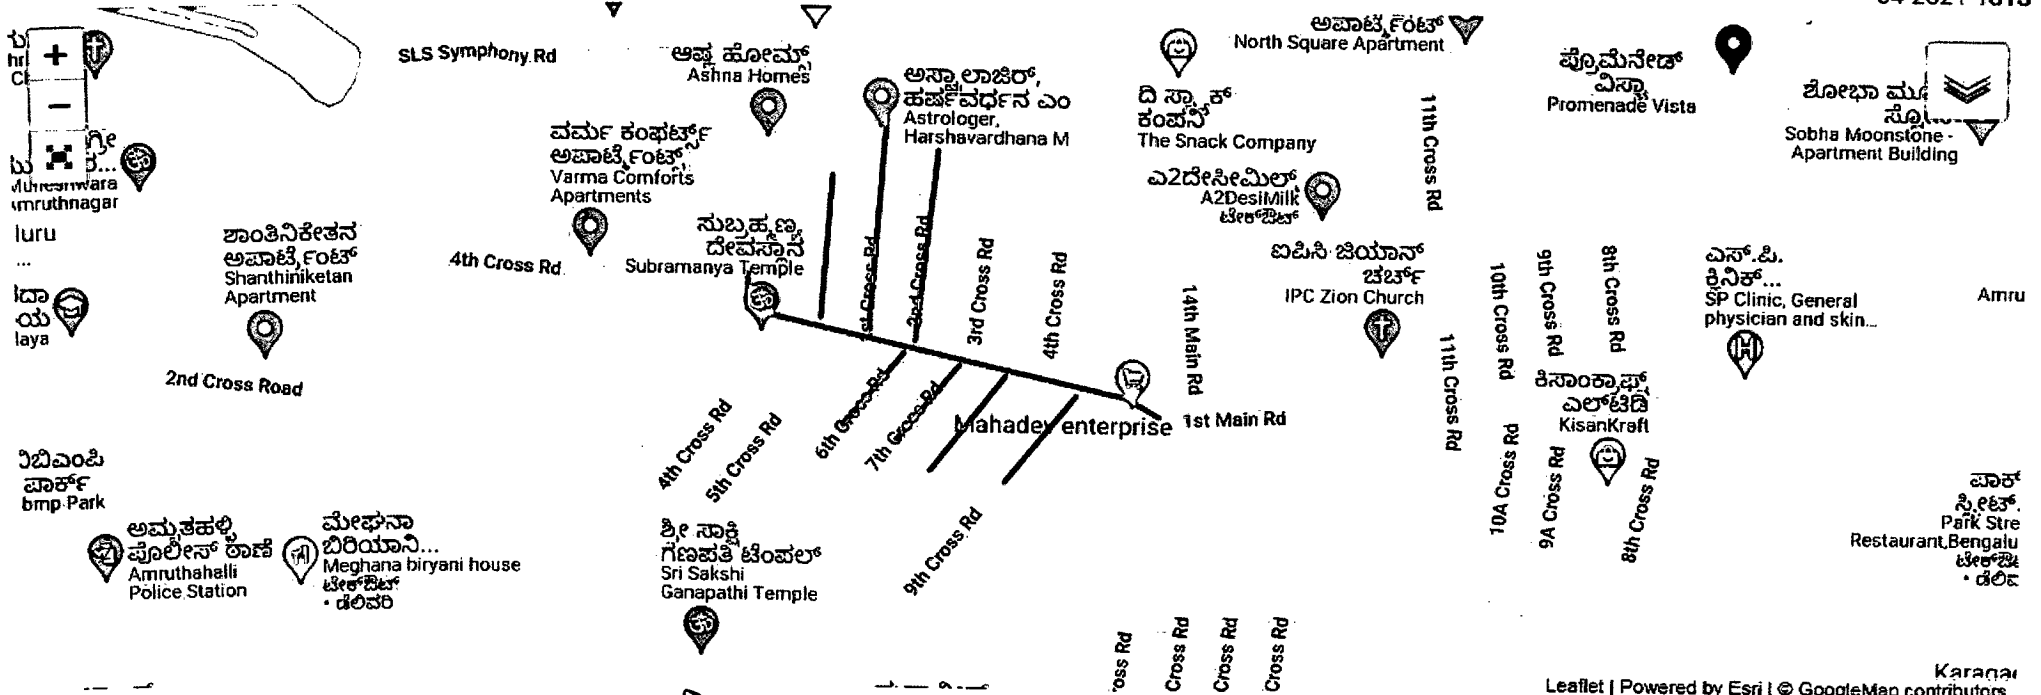 SLS Symphony Rd
ಆಷ್ನ ಹೋಮ್ಸ್
Ashna Homes
ಹರ್ಷವರ್ಧನ ಎಂ
Astrologer,
Harshavardhana M
ವರ್ಮ ಕಂಫರ್ಟ್ಸ್
ಅಪಾರ್ಟ್ಮೆಂಟ್ಸ್
Varma Comforts
Apartments
ಅಪಾರ್ಟ್ಮೆಂಟ್
North Square Apartment
ದಿ ಸ್ನ್ಯಾಕ್
ಕಂಪನಿ
The Snack Company
ಎ2ದೇಸೀಮಿಲ್ಕ್
A2DesiMilk
ಟೇಕ್ಔಟ್
11th Cross Rd
ಪ್ರೊಮೆನೇಡ್
ವಿಸ್ಟಾ
Promenade Vista
ಶೋಭಾ ಮೂ
Sobha Moonstone -
Apartment Building
Muneshwara
Amruthnagar
luru
...
laya
ಶಾಂತಿನಿಕೇತನ
ಅಪಾರ್ಟ್ಮೆಂಟ್
Shanthiniketan
Apartment
2nd Cross Road
4th Cross Rd
ಸುಬ್ರಹ್ಮಣ್ಯ
ದೇವಸ್ಥಾನ
Subramanya Temple
st Cross Rd
2nd Cross Rd
3rd Cross Rd
4th Cross Rd
14th Main Rd
ಐಪಿಸಿ ಜಿಯಾನ್
ಚರ್ಚ್
IPC Zion Church
11th Cross Rd
10th Cross Rd
9th Cross Rd
8th Cross Rd
ಎಸ್.ಪಿ.
ಕ್ಲಿನಿಕ್...
SP Clinic, General
physician and skin...
Amru
Mahadev enterprise
1st Main Rd
4th Cross Rd
5th Cross Rd
6th Cross Rd
7th Cross Rd
9th Cross Rd
ಕಿಸಾಂಕ್ರಾಫ್ಟ್
ಎಲ್ಟಿಡಿ
KisanKraft
10A Cross Rd
9A Cross Rd
8th Cross Rd
ಬಿಬಿಎಂಪಿ
ಪಾರ್ಕ್
bmp Park
ಅಮೃತಹಳ್ಳಿ
ಪೊಲೀಸ್ ಠಾಣೆ
Amruthahalli
Police Station
ಮೇಘನಾ
ಬಿರಿಯಾನಿ...
Meghana biryani house
ಟೇಕ್ಔಟ್
• ಡೆಲಿವರಿ
ಶ್ರೀ ಸಾಕ್ಷಿ
ಗಣಪತಿ ಟೆಂಪಲ್
Sri Sakshi
Ganapathi Temple
ಪಾರ್ಕ್
ಸ್ಟ್ರೀಟ್.
Park Stre
Restaurant,Bengalu
oss Rd
Cross Rd
Cross Rd
Cross Rd
Leaflet | Powered by Esri | © GoogleMap contributors